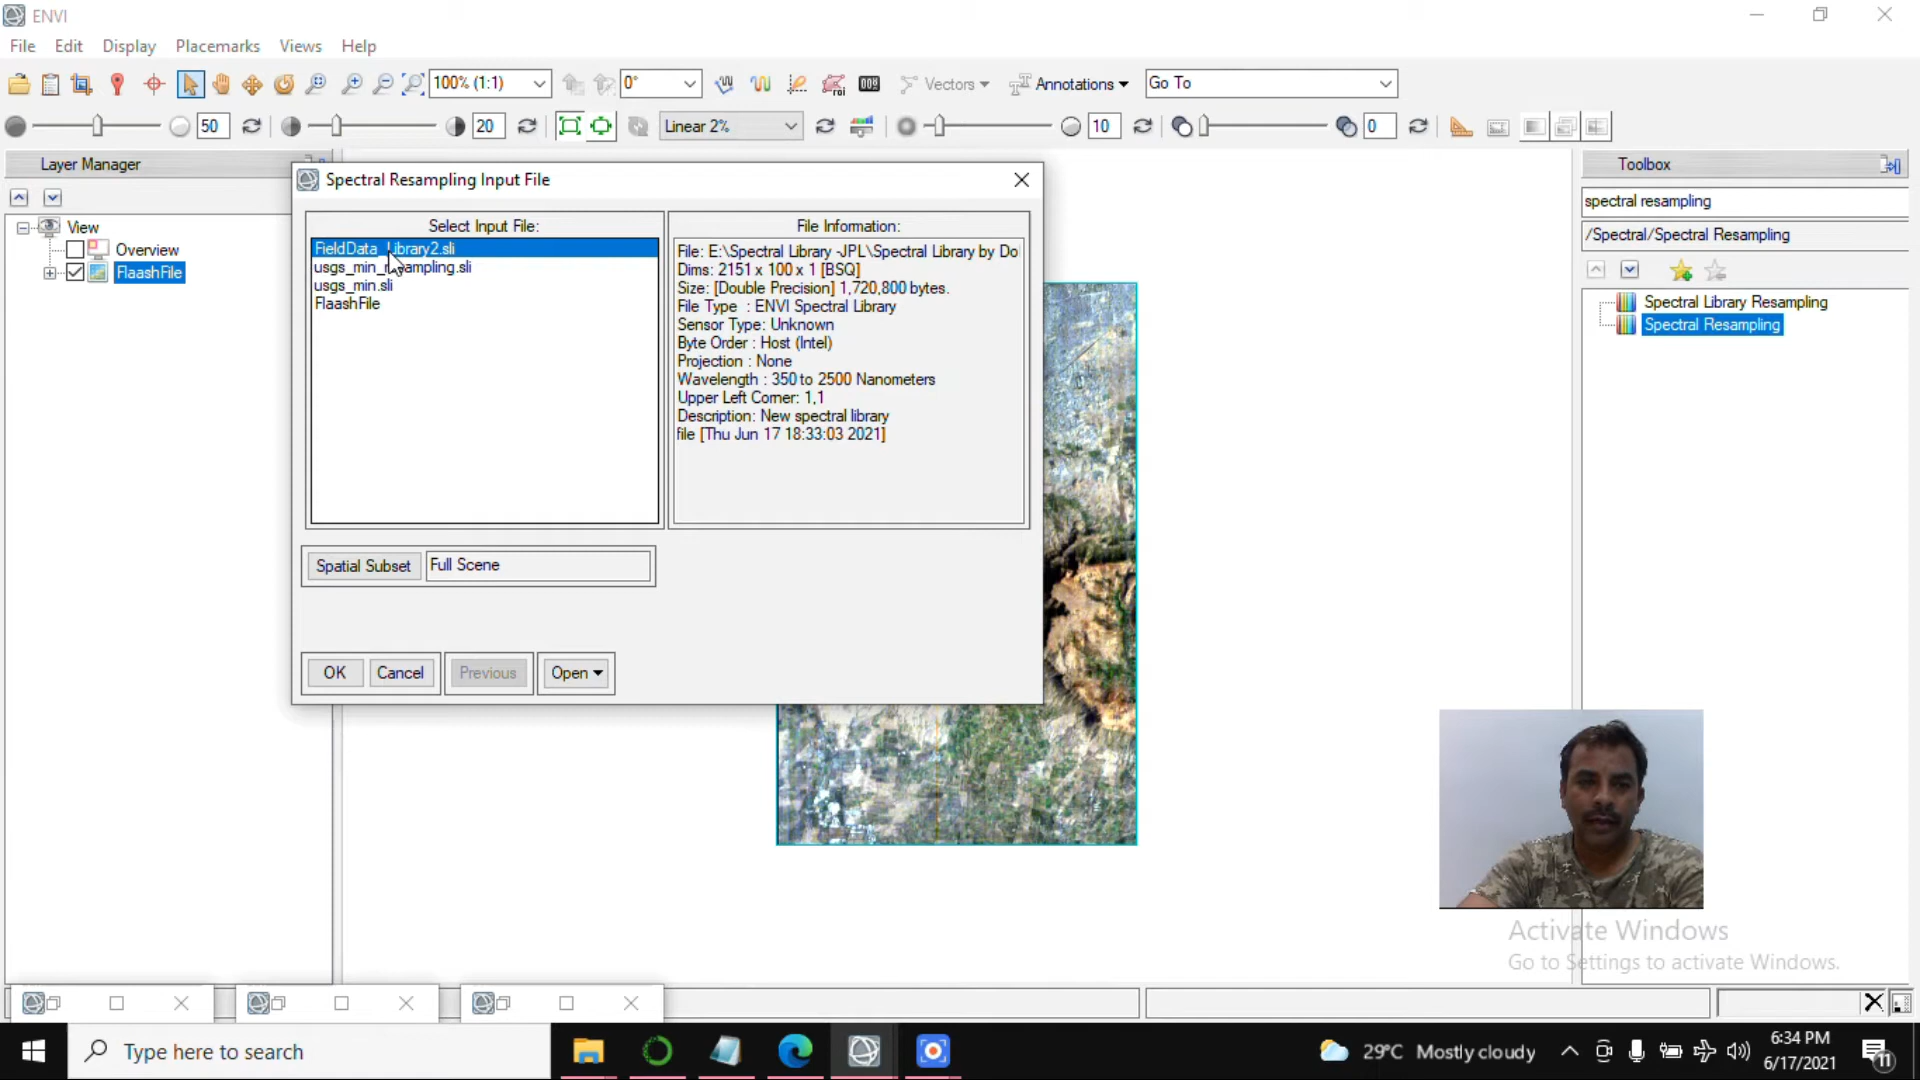 ENVI
File Edit Display Placemarks Views Help
100% (1:1) 0° Vectors Annotations Go To
50 20 Linear 2% 10 0
Layer Manager
View
Overview
FlaashFile
Spectral Resampling Input File
Select Input File:
FieldData_Library2.sli
usgs_min.sli
FlaashFile
File Information:
File: E:\Spectral Library -JPL\Spectral Library by Do
Dims: 2151 x 100 x 1 [BSQ]
Size: [Double Precision] 1,720,800 bytes.
File Type : ENVI Spectral Library
Sensor Type: Unknown
Byte Order : Host (Intel)
Projection : None
Wavelength : 350 to 2500 Nanometers
Upper Left Corner: 1,1
Description: New spectral library
file [Thu Jun 17 18:33:03 2021]
Spatial Subset Full Scene
OK Cancel Previous Open
Toolbox
spectral resampling
/Spectral/Spectral Resampling
Spectral Library Resampling
Spectral Resampling
Activate Windows
Go to Settings to activate Windows.
Type here to search
29°C Mostly cloudy
6:34 PM
6/17/2021
11